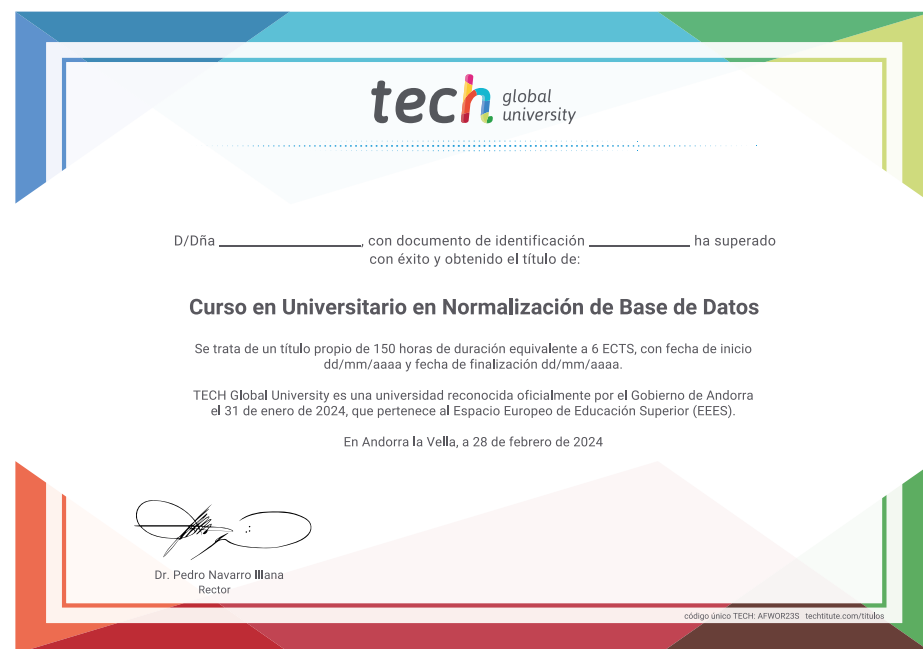 tech global university
D/Dña ______________________, con documento de identificación ______________ ha superado
con éxito y obtenido el título de:
Curso en Universitario en Normalización de Base de Datos
Se trata de un título propio de 150 horas de duración equivalente a 6 ECTS, con fecha de inicio
dd/mm/aaaa y fecha de finalización dd/mm/aaaa.
TECH Global University es una universidad reconocida oficialmente por el Gobierno de Andorra
el 31 de enero de 2024, que pertenece al Espacio Europeo de Educación Superior (EEES).
En Andorra la Vella, a 28 de febrero de 2024
Dr. Pedro Navarro Illana
Rector
código único TECH: AFWOR23S techtitute.com/titulos